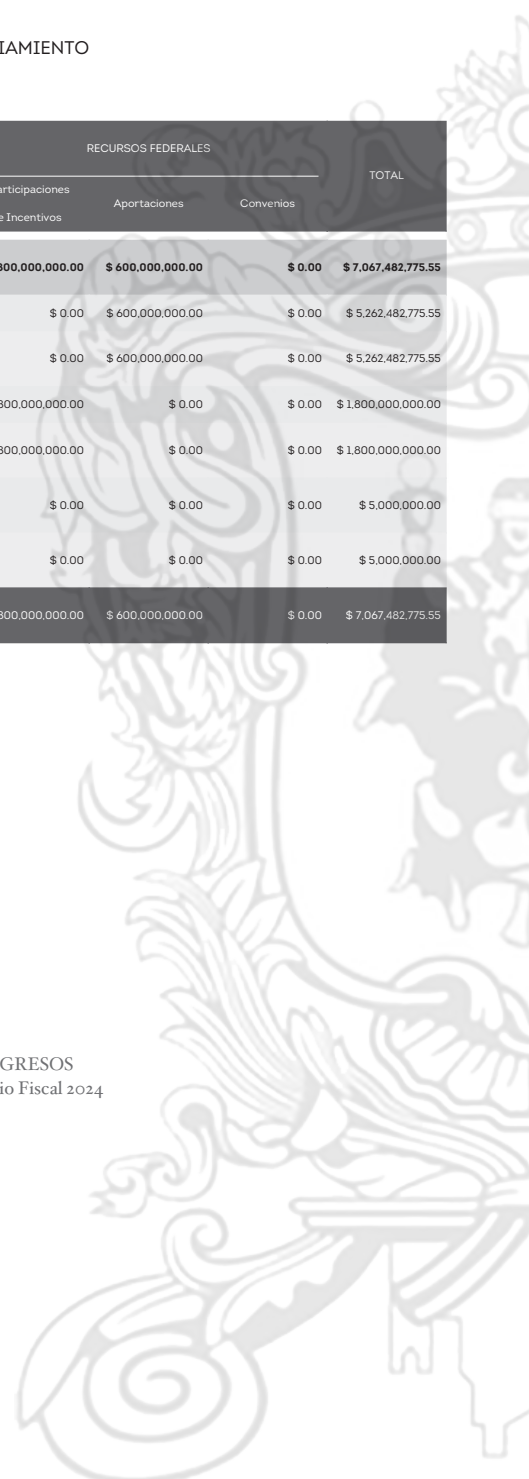 IAMIENTO
RECURSOS FEDERALES
TOTAL
articipaciones
e Incentivos
Aportaciones
Convenios
800,000,000.00 $ 600,000,000.00 $ 0.00 $ 7,067,482,775.55
$ 0.00 $ 600,000,000.00 $ 0.00 $ 5,262,482,775.55
$ 0.00 $ 600,000,000.00 $ 0.00 $ 5,262,482,775.55
800,000,000.00 $ 0.00 $ 0.00 $ 1,800,000,000.00
800,000,000.00 $ 0.00 $ 0.00 $ 1,800,000,000.00
$ 0.00 $ 0.00 $ 0.00 $ 5,000,000.00
$ 0.00 $ 0.00 $ 0.00 $ 5,000,000.00
800,000,000.00 $ 600,000,000.00 $ 0.00 $ 7,067,482,775.55
GRESOS
io Fiscal 2024